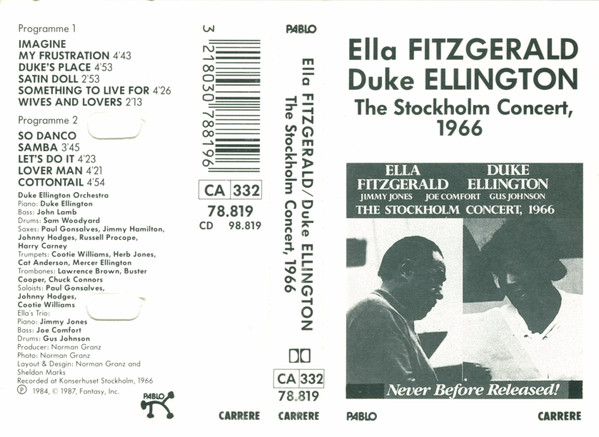 Programme 1
IMAGINE
MY FRUSTRATION 4'43
DUKE'S PLACE 4'53
SATIN DOLL 2'53
SOMETHING TO LIVE FOR 4'26
WIVES AND LOVERS 2'13
Programme 2
SO DANCO
SAMBA 3'45
LET'S DO IT 4'23
LOVER MAN 4'21
COTTONTAIL 4'54
Duke Ellington Orchestra
Piano: Duke Ellington
Bass: John Lamb
Drums: Sam Woodyard
Saxes: Paul Gonsalves, Jimmy Hamilton,
Johnny Hodges, Russell Procope,
Harry Carney
Trumpets: Cootie Williams, Herb Jones,
Cat Anderson, Mercer Ellington
Trombones: Lawrence Brown, Buster
Cooper, Chuck Connors
Soloists: Paul Gonsalves,
Johnny Hodges,
Cootie Williams
Ella's Trio:
Piano: Jimmy Jones
Bass: Joe Comfort
Drums: Gus Johnson
Producer: Norman Granz
Photo: Norman Granz
Layout & Desgin: Norman Granz and
Sheldon Marks
Recorded at Konserhuset Stockholm, 1966
℗ 1984, © 1987, Fantasy, Inc.
PABLO
3 218030 788196
CA 332
78.819
CD 98.819
CARRERE
PABLO
Ella FITZGERALD/Duke ELLINGTON
The Stockholm Concert, 1966
CA 332
78.819
CARRERE
Ella FITZGERALD
Duke ELLINGTON
The Stockholm Concert,
1966
ELLA DUKE
FITZGERALD ELLINGTON
JIMMY JONES JOE COMFORT GUS JOHNSON
THE STOCKHOLM CONCERT, 1966
Never Before Released!
PABLO
CARRERE